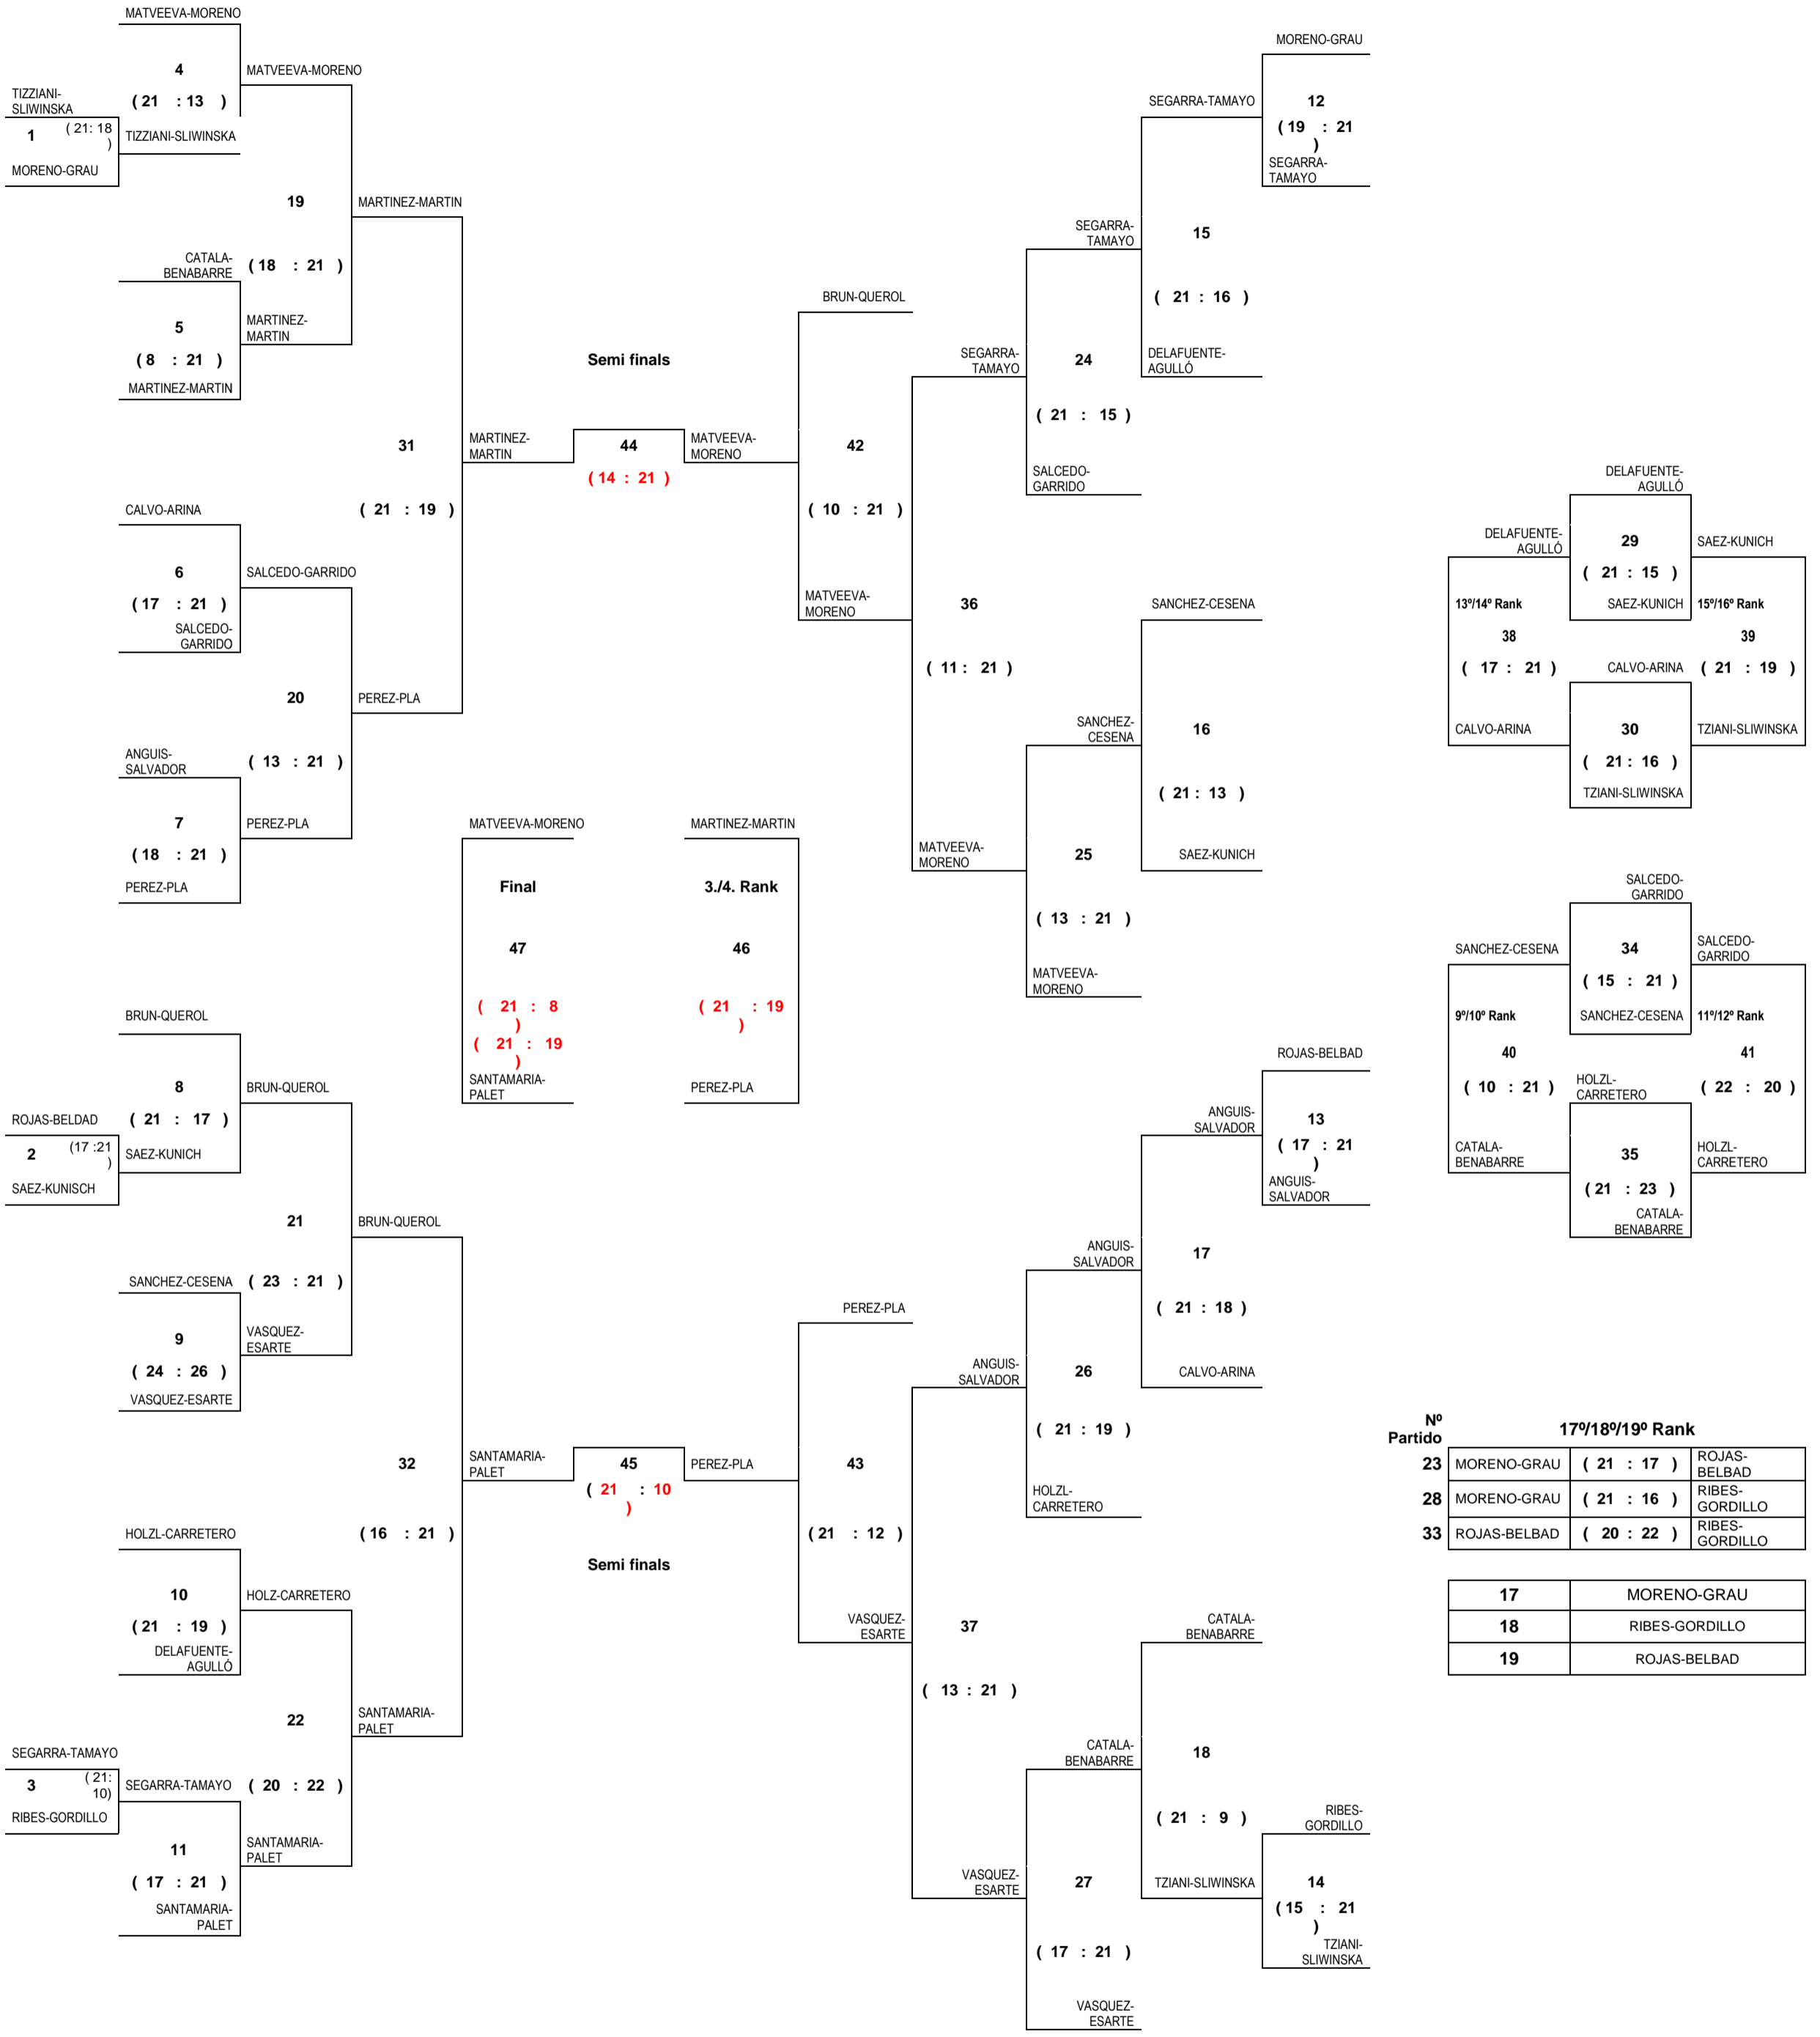 MATVEEVA-MORENO
4
MATVEEVA-MORENO
( 21 : 13 )
TIZZIANI-
SLIWINSKA
1
( 21: 18
)
TIZZIANI-SLIWINSKA
MORENO-GRAU
19
MARTINEZ-MARTIN
CATALA-
BENABARRE
( 18 : 21 )
5
MARTINEZ-
MARTIN
( 8 : 21 )
MARTINEZ-MARTIN
31
( 21 : 19 )
CALVO-ARINA
6
SALCEDO-GARRIDO
( 17 : 21 )
SALCEDO-
GARRIDO
20
PEREZ-PLA
ANGUIS-
SALVADOR
( 13 : 21 )
7
PEREZ-PLA
( 18 : 21 )
PEREZ-PLA
BRUN-QUEROL
8
BRUN-QUEROL
( 21 : 17 )
ROJAS-BELDAD
2
(17 :21
)
SAEZ-KUNICH
SAEZ-KUNISCH
21
BRUN-QUEROL
SANCHEZ-CESENA
( 23 : 21 )
9
VASQUEZ-
ESARTE
( 24 : 26 )
VASQUEZ-ESARTE
32
( 16 : 21 )
HOLZL-CARRETERO
10
HOLZ-CARRETERO
( 21 : 19 )
DELAFUENTE-
AGULLÓ
22
SANTAMARIA-
PALET
SEGARRA-TAMAYO
3
( 21:
10)
SEGARRA-TAMAYO
( 20 : 22 )
RIBES-GORDILLO
11
SANTAMARIA-
PALET
( 17 : 21 )
SANTAMARIA-
PALET
Semi finals
MARTINEZ-
MARTIN
44
( 14 : 21 )
MATVEEVA-
MORENO
MATVEEVA-MORENO
Final
47
( 21 : 8
)
( 21 : 19
)
SANTAMARIA-
PALET
MARTINEZ-MARTIN
3./4. Rank
46
( 21 : 19
)
PEREZ-PLA
SANTAMARIA-
PALET
45
( 21 : 10
)
PEREZ-PLA
Semi finals
BRUN-QUEROL
42
( 10 : 21 )
MATVEEVA-
MORENO
PEREZ-PLA
43
( 21 : 12 )
VASQUEZ-
ESARTE
SEGARRA-
TAMAYO
36
( 11 : 21 )
MATVEEVA-
MORENO
ANGUIS-
SALVADOR
37
( 13 : 21 )
VASQUEZ-
ESARTE
SEGARRA-
TAMAYO
24
( 21 : 15 )
SALCEDO-
GARRIDO
SANCHEZ-
CESENA
25
( 13 : 21 )
MATVEEVA-
MORENO
ANGUIS-
SALVADOR
26
( 21 : 19 )
HOLZL-
CARRETERO
CATALA-
BENABARRE
27
( 17 : 21 )
VASQUEZ-
ESARTE
MORENO-GRAU
SEGARRA-TAMAYO
12
( 19 : 21
)
SEGARRA-
TAMAYO
15
( 21 : 16 )
DELAFUENTE-
AGULLÓ
SANCHEZ-CESENA
16
( 21 : 13 )
SAEZ-KUNICH
ROJAS-BELBAD
ANGUIS-
SALVADOR
13
( 17 : 21
)
ANGUIS-
SALVADOR
17
( 21 : 18 )
CALVO-ARINA
CATALA-
BENABARRE
18
( 21 : 9 )
RIBES-
GORDILLO
TZIANI-SLIWINSKA
14
( 15 : 21
)
TZIANI-
SLIWINSKA
DELAFUENTE-
AGULLÓ
DELAFUENTE-
AGULLÓ
29
SAEZ-KUNICH
( 21 : 15 )
13º/14º Rank
SAEZ-KUNICH
15º/16º Rank
38
39
( 17 : 21 )
CALVO-ARINA
( 21 : 19 )
CALVO-ARINA
30
TZIANI-SLIWINSKA
( 21 : 16 )
TZIANI-SLIWINSKA
SALCEDO-
GARRIDO
SANCHEZ-CESENA
34
SALCEDO-
GARRIDO
( 15 : 21 )
9º/10º Rank
SANCHEZ-CESENA
11º/12º Rank
40
41
( 10 : 21 )
HOLZL-
CARRETERO
( 22 : 20 )
CATALA-
BENABARRE
35
HOLZL-
CARRETERO
( 21 : 23 )
CATALA-
BENABARRE
Nº
Partido
17º/18º/19º Rank
23 MORENO-GRAU ( 21 : 17 ) ROJAS-
BELBAD
28 MORENO-GRAU ( 21 : 16 ) RIBES-
GORDILLO
33 ROJAS-BELBAD ( 20 : 22 ) RIBES-
GORDILLO
17 MORENO-GRAU
18 RIBES-GORDILLO
19 ROJAS-BELBAD